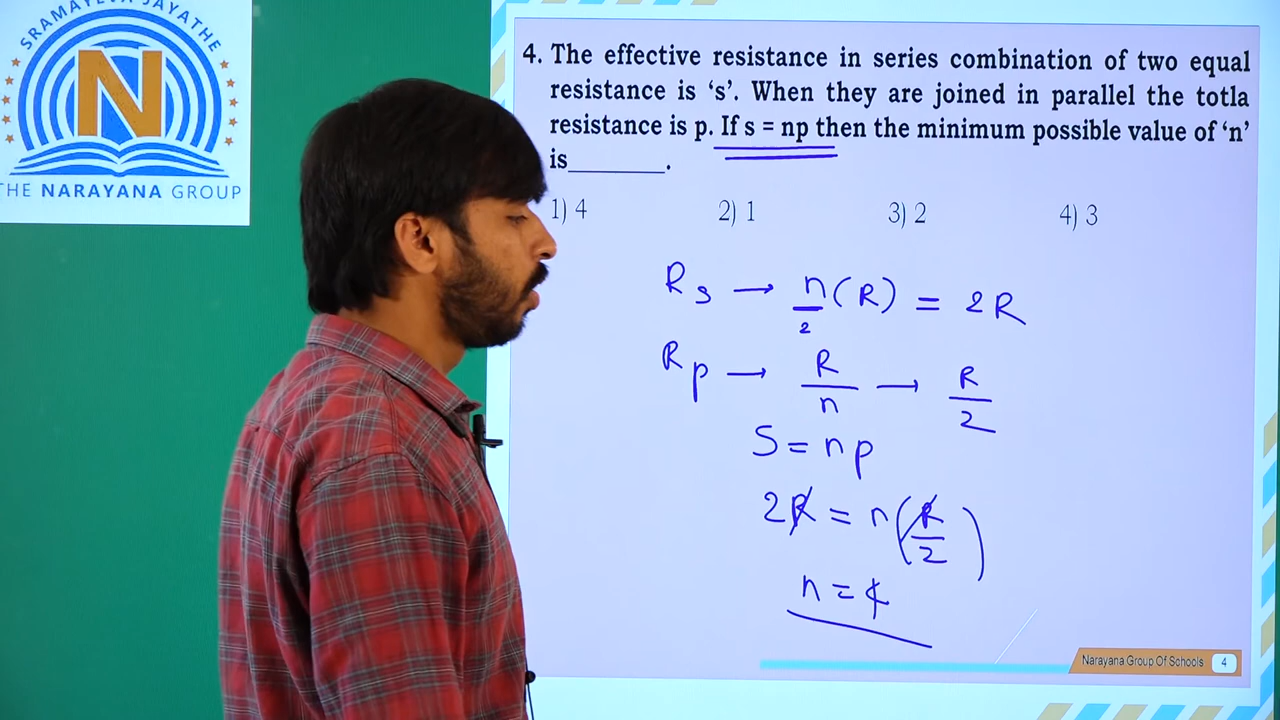 SRAMAYEVA JAYATHE
N
THE NARAYANA GROUP
4. The effective resistance in series combination of two equal
resistance is ‘s’. When they are joined in parallel the totla
resistance is p. If s = np then the minimum possible value of ‘n’
is________.
1) 4 2) 1 3) 2 4) 3
Rs → n(R) = 2R
2
Rp → R/n → R/2
S = np
2R = n(R/2)
n = 4
Narayana Group Of Schools 4